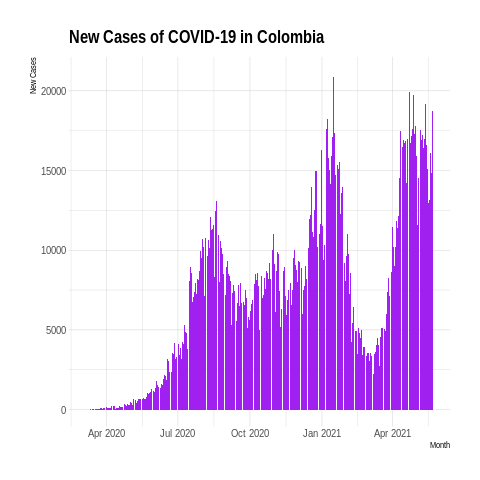 New Cases of COVID-19 in Colombia
New Cases
20000
15000
10000
5000
0
Apr 2020 Jul 2020 Oct 2020 Jan 2021 Apr 2021
Month